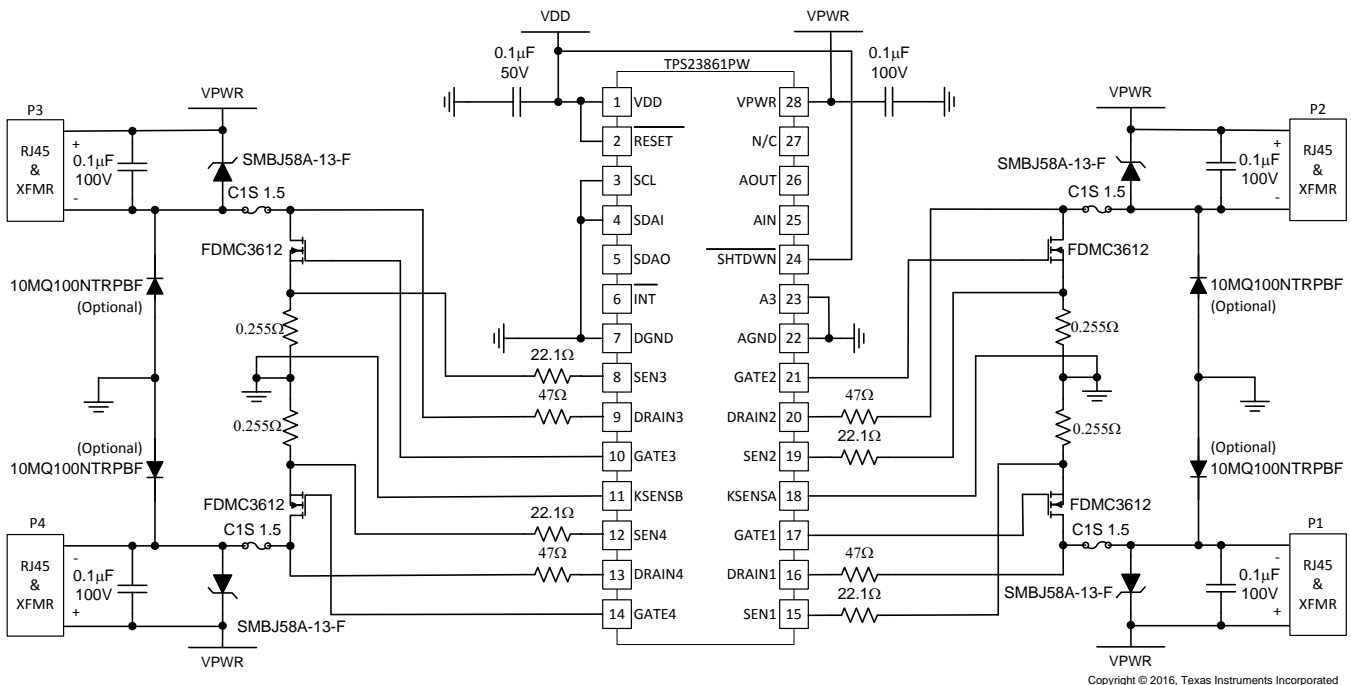 VDD
VPWR
0.1μF
50V
0.1μF
100V
TPS23861PW
1 VDD
2 RESET
3 SCL
4 SDAI
5 SDAO
6 INT
7 DGND
8 SEN3
9 DRAIN3
10 GATE3
11 KSENSB
12 SEN4
13 DRAIN4
14 GATE4
VPWR 28
N/C 27
AOUT 26
AIN 25
SHTDWN 24
A3 23
AGND 22
GATE2 21
DRAIN2 20
SEN2 19
KSENSA 18
GATE1 17
DRAIN1 16
SEN1 15
P3
RJ45
&
XFMR
+
-
0.1μF
100V
VPWR
SMBJ58A-13-F
C1S 1.5
FDMC3612
10MQ100NTRPBF
(Optional)
0.255Ω
22.1Ω
47Ω
0.255Ω
(Optional)
10MQ100NTRPBF
FDMC3612
C1S 1.5
22.1Ω
47Ω
P4
RJ45
&
XFMR
-
+
0.1μF
100V
SMBJ58A-13-F
VPWR
VPWR
P2
RJ45
&
XFMR
+
-
0.1μF
100V
SMBJ58A-13-F
C1S 1.5
FDMC3612
10MQ100NTRPBF
(Optional)
0.255Ω
47Ω
22.1Ω
0.255Ω
(Optional)
10MQ100NTRPBF
FDMC3612
C1S 1.5
47Ω
22.1Ω
P1
RJ45
&
XFMR
-
+
0.1μF
100V
SMBJ58A-13-F
VPWR
Copyright © 2016, Texas Instruments Incorporated